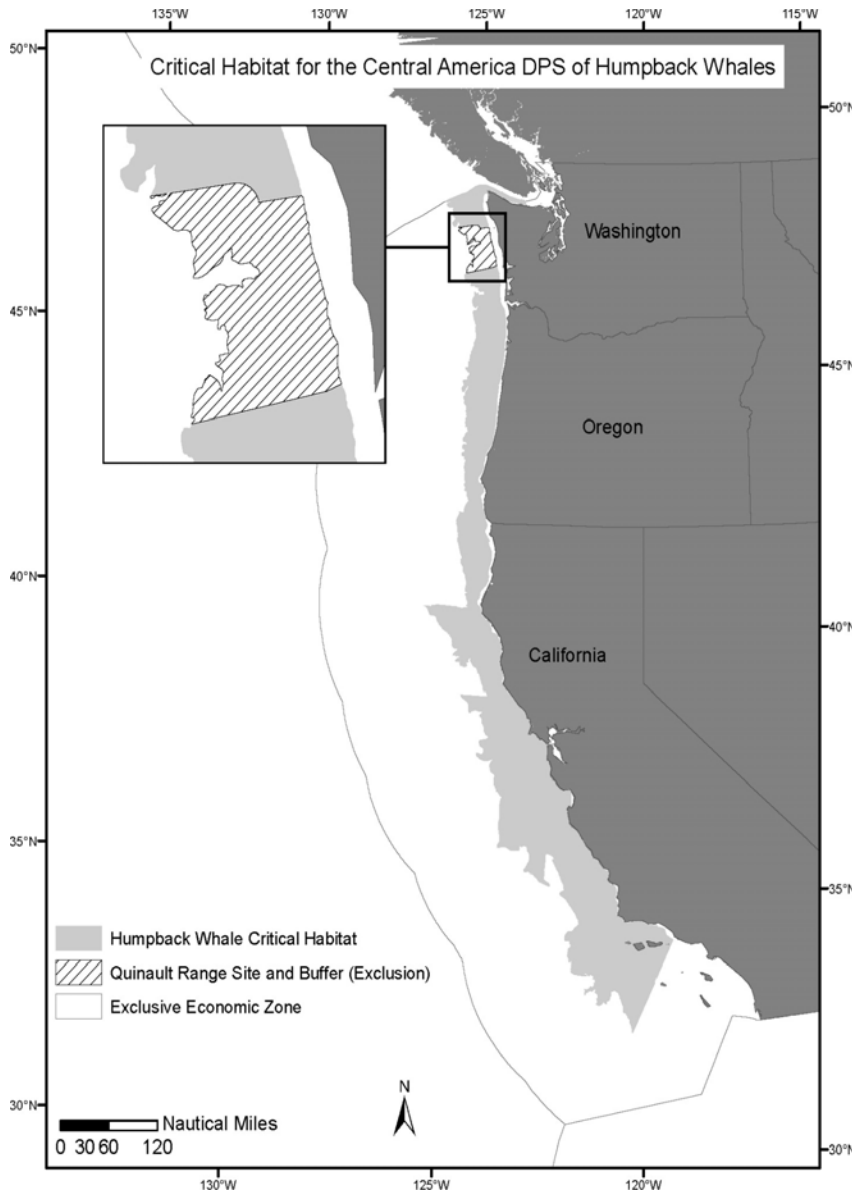 135°W
130°W
125°W
120°W
115°W
50°N
Critical Habitat for the Central America DPS of Humpback Whales
50°N
Washington
45°N
45°N
Oregon
40°N
40°N
California
35°N
35°N
Humpback Whale Critical Habitat
Quinault Range Site and Buffer (Exclusion)
Exclusive Economic Zone
N
30°N
Nautical Miles
0 30 60 120
30°N
130°W
125°W
120°W